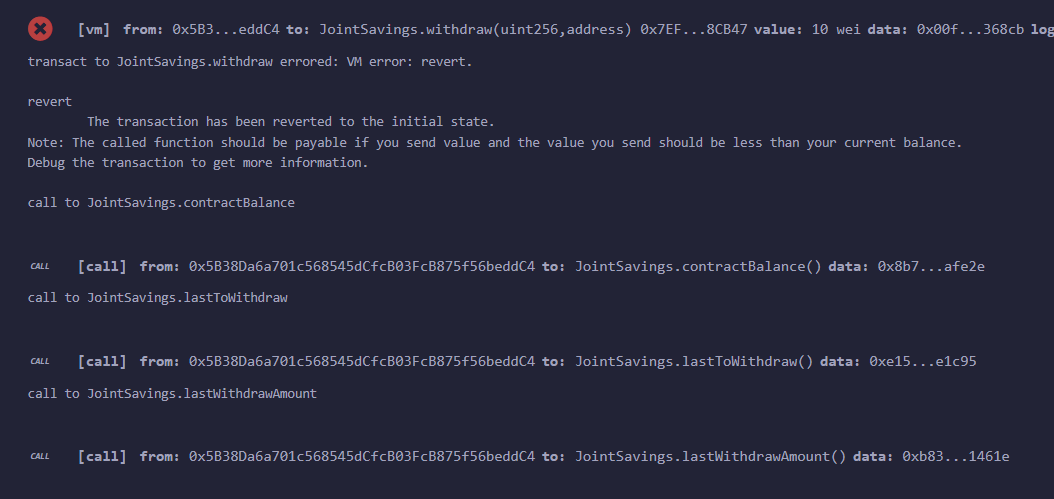 [vm] from: 0x5B3...eddC4 to: JointSavings.withdraw(uint256,address) 0x7EF...8CB47 value: 10 wei data: 0x00f...368cb log
transact to JointSavings.withdraw errored: VM error: revert.
revert
The transaction has been reverted to the initial state.
Note: The called function should be payable if you send value and the value you send should be less than your current balance.
Debug the transaction to get more information.
call to JointSavings.contractBalance
CALL [call] from: 0x5B38Da6a701c568545dCfcB03FcB875f56beddC4 to: JointSavings.contractBalance() data: 0x8b7...afe2e
call to JointSavings.lastToWithdraw
CALL [call] from: 0x5B38Da6a701c568545dCfcB03FcB875f56beddC4 to: JointSavings.lastToWithdraw() data: 0xe15...e1c95
call to JointSavings.lastWithdrawAmount
CALL [call] from: 0x5B38Da6a701c568545dCfcB03FcB875f56beddC4 to: JointSavings.lastWithdrawAmount() data: 0xb83...1461e